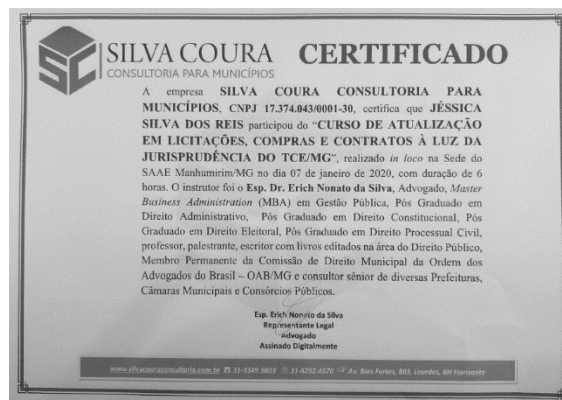 SILVA COURA CERTIFICADO
CONSULTORIA PARA MUNICÍPIOS
A empresa SILVA COURA CONSULTORIA PARA
MUNICÍPIOS, CNPJ 17.374.043/0001-30, certifica que JÉSSICA
SILVA DOS REIS participou do "CURSO DE ATUALIZAÇÃO
EM LICITAÇÕES, COMPRAS E CONTRATOS À LUZ DA
JURISPRUDÊNCIA DO TCE/MG", realizado in loco na Sede do
SAAE Manhumirim/MG no dia 07 de janeiro de 2020, com duração de 6
horas. O instrutor foi o Esp. Dr. Erich Nonato da Silva, Advogado, Master
Business Administration (MBA) em Gestão Pública, Pós Graduado em
Direito Administrativo, Pós Graduado em Direito Constitucional, Pós
Graduado em Direito Eleitoral, Pós Graduado em Direito Processual Civil,
professor, palestrante, escritor com livros editados na área do Direito Público,
Membro Permanente da Comissão de Direito Municipal da Ordem dos
Advogados do Brasil – OAB/MG e consultor sênior de diversas Prefeituras,
Câmaras Municipais e Consórcios Públicos.
Esp. Erich Nonato da Silva
Representante Legal
Advogado
Assinado Digitalmente
www.silvacouraconsultoria.com.br 31-3349.5003 31-8252.4370 Av. Bias Fortes, 803, Lourdes, BH Horizonte